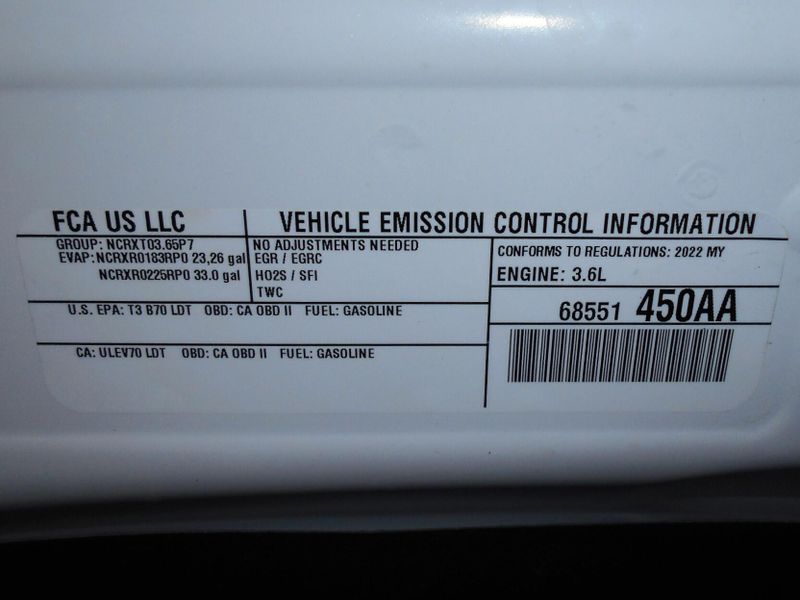 FCA US LLC
VEHICLE EMISSION CONTROL INFORMATION
GROUP: NCRXT03.65P7
EVAP: NCRXR0183RP0 23,26 gal
NCRXR0225RP0 33.0 gal
NO ADJUSTMENTS NEEDED
EGR / EGRC
HO2S / SFI
TWC
CONFORMS TO REGULATIONS: 2022 MY
ENGINE: 3.6L
68551 450AA
U.S. EPA: T3 B70 LDT OBD: CA OBD II FUEL: GASOLINE
CA: ULEV70 LDT OBD: CA OBD II FUEL: GASOLINE